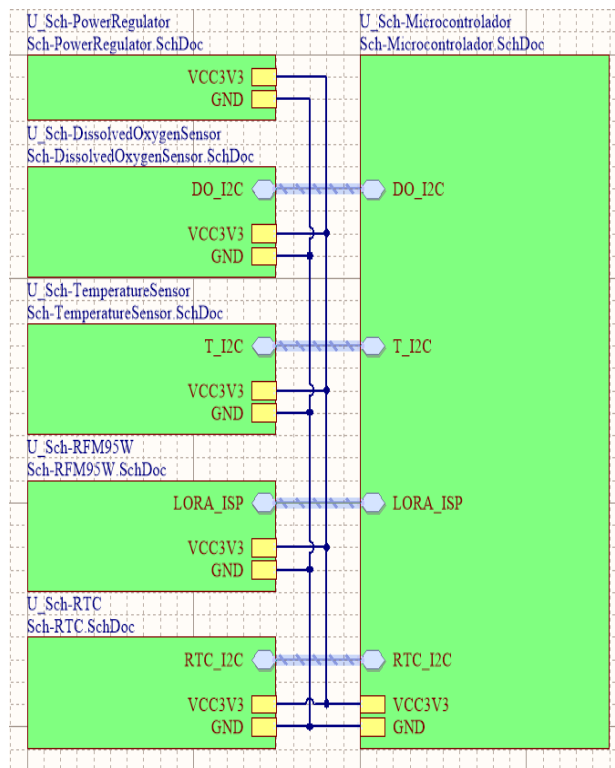 U_Sch-PowerRegulator
Sch-PowerRegulator.SchDoc
VCC3V3
GND
U_Sch-DissolvedOxygenSensor
Sch-DissolvedOxygenSensor.SchDoc
DO_I2C
VCC3V3
GND
U_Sch-TemperatureSensor
Sch-TemperatureSensor.SchDoc
T_I2C
VCC3V3
GND
U_Sch-RFM95W
Sch-RFM95W.SchDoc
LORA_ISP
VCC3V3
GND
U_Sch-RTC
Sch-RTC.SchDoc
RTC_I2C
VCC3V3
GND
U_Sch-Microcontrolador
Sch-Microcontrolador.SchDoc
DO_I2C
T_I2C
LORA_ISP
RTC_I2C
VCC3V3
GND